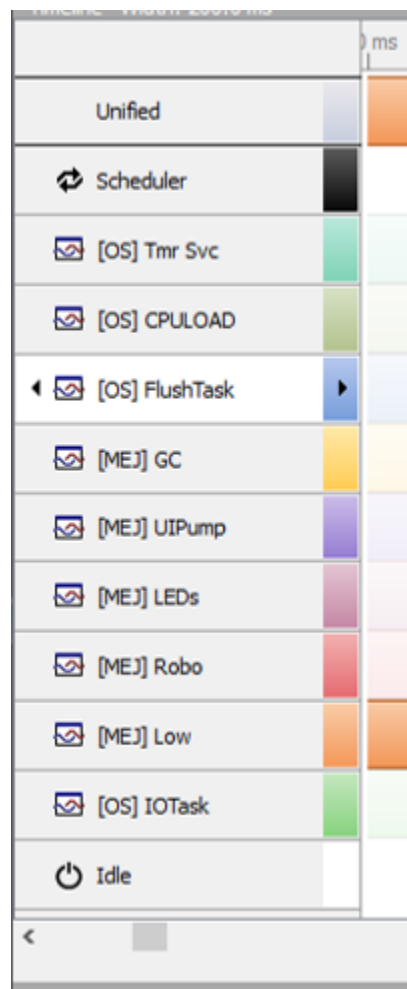 ms
Unified
Scheduler
[OS] Tmr Svc
[OS] CPULOAD
[OS] FlushTask
[MEJ] GC
[MEJ] UIPump
[MEJ] LEDs
[MEJ] Robo
[MEJ] Low
[OS] IOTask
Idle